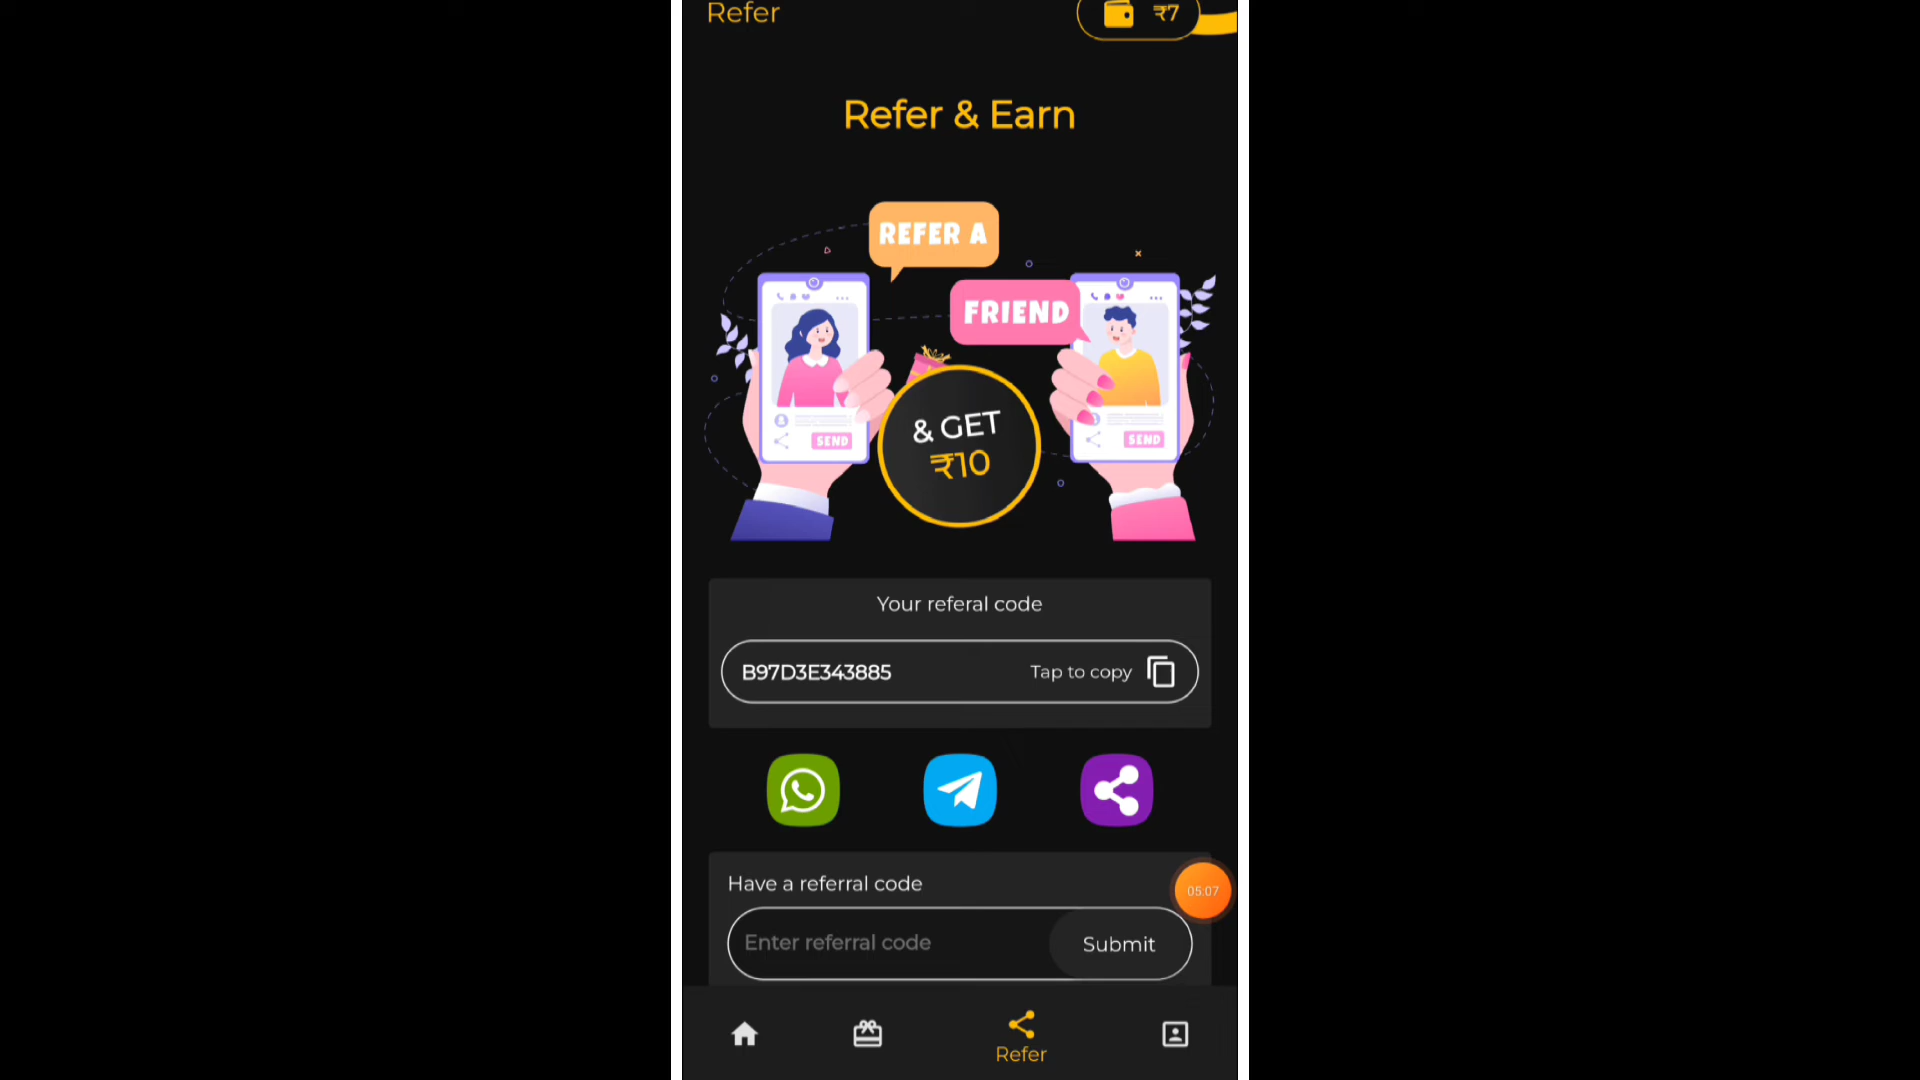 Refer
₹7
Refer & Earn
REFER A
FRIEND
SEND
SEND
& GET
₹10
Your referal code
B97D3E343885
Tap to copy
Have a referral code
05:07
Enter referral code
Submit
Refer